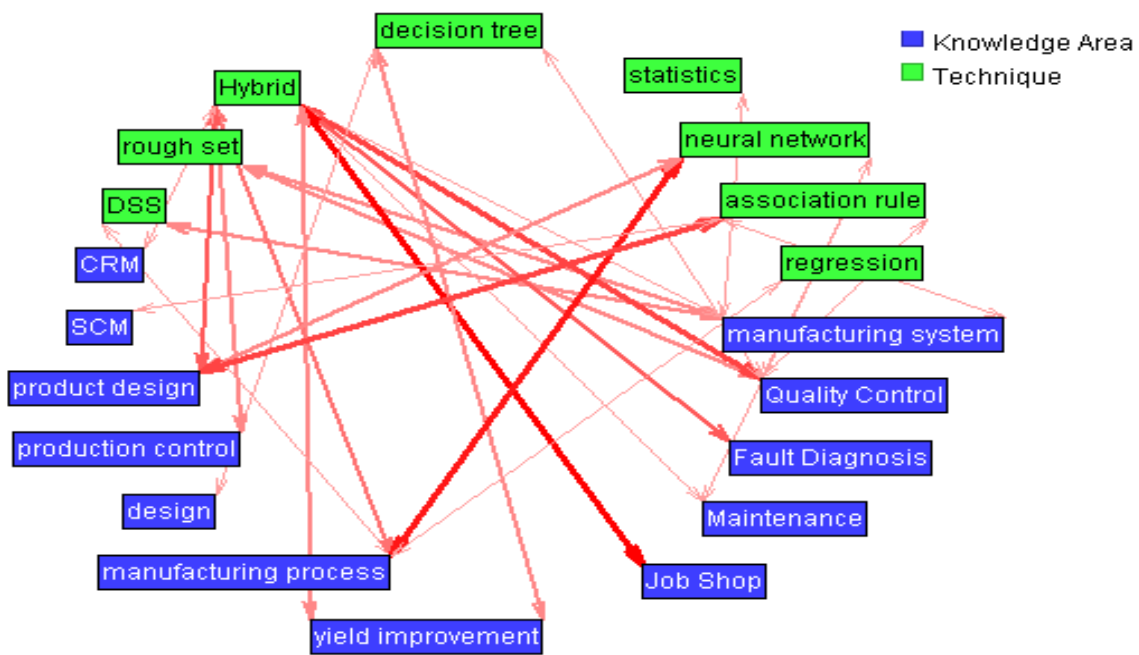 decision tree
Knowledge Area
Technique
statistics
Hybrid
neural network
rough set
association rule
DSS
CRM
regression
SCM
manufacturing system
product design
Quality Control
production control
Fault Diagnosis
design
Maintenance
manufacturing process
Job Shop
yield improvement